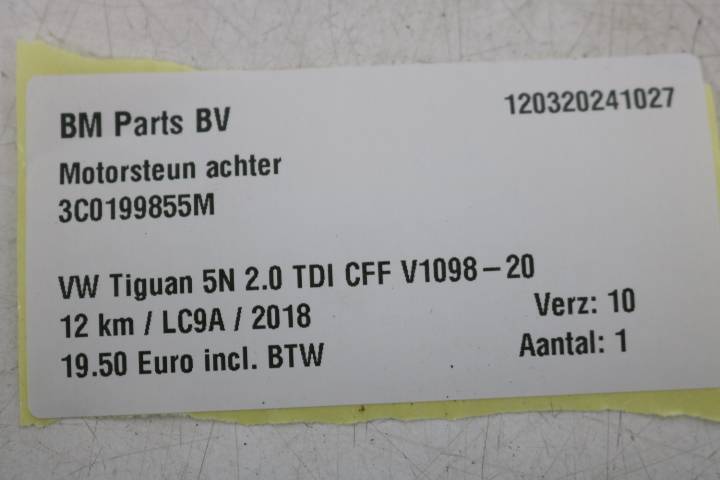 BM Parts BV 120320241027
Motorsteun achter
3C0199855M
VW Tiguan 5N 2.0 TDI CFF V1098-20
12 km / LC9A / 2018 Verz: 10
19.50 Euro incl. BTW Aantal: 1